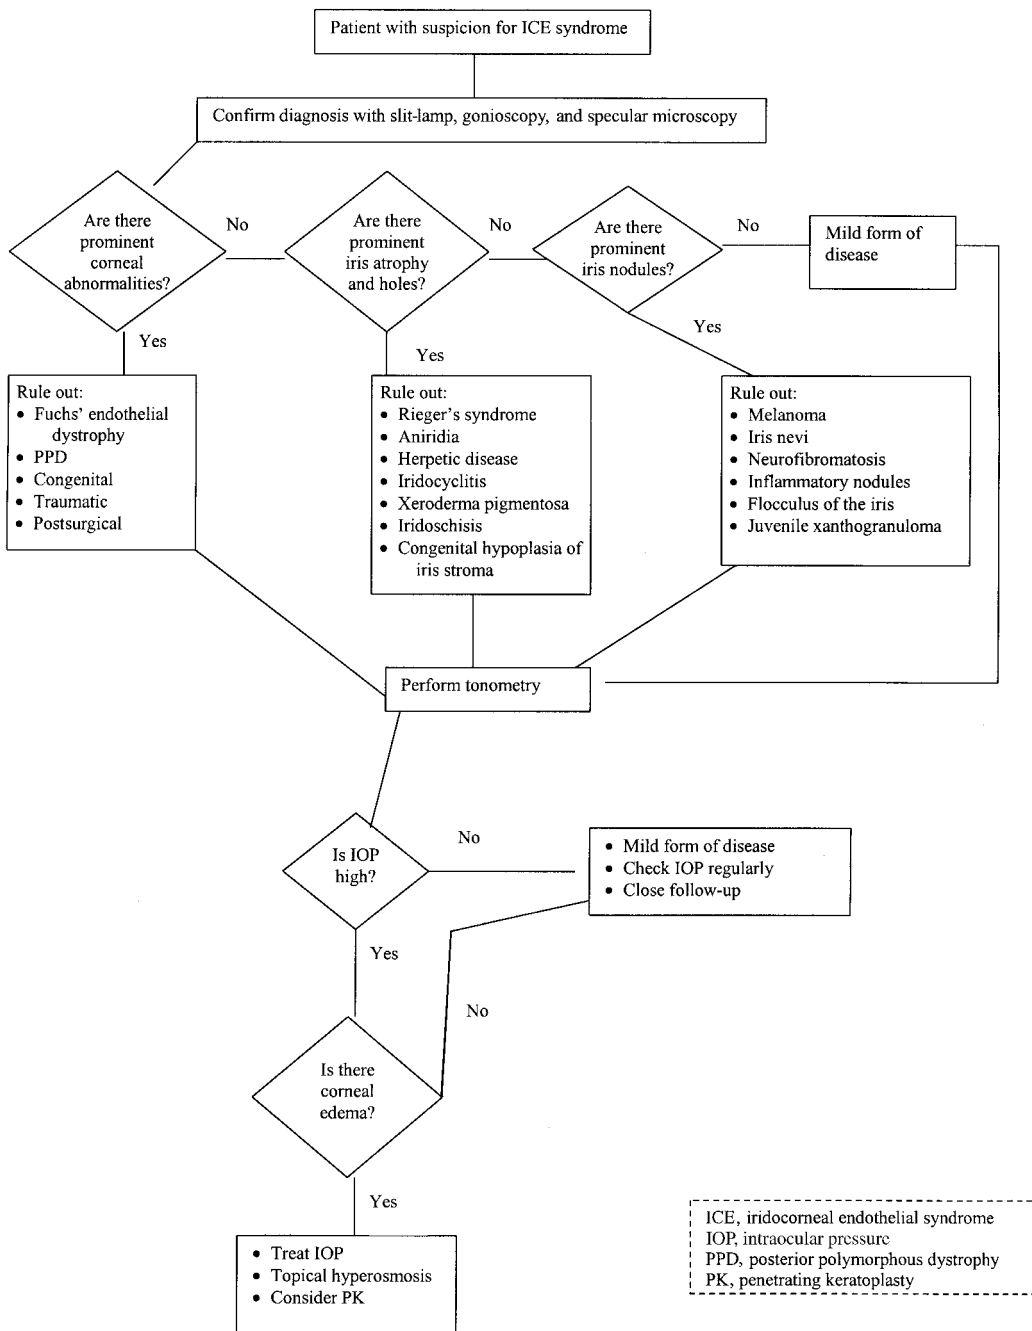 Patient with suspicion for ICE syndrome
Confirm diagnosis with slit-lamp, gonioscopy, and specular microscopy
Are there
prominent
corneal
abnormalities?
No
Are there
prominent
iris atrophy
and holes?
No
Are there
prominent
iris nodules?
No
Mild form of
disease
Yes
Yes
Yes
Rule out:
• Fuchs' endothelial
dystrophy
• PPD
• Congenital
• Traumatic
• Postsurgical
Rule out:
• Rieger's syndrome
• Aniridia
• Herpetic disease
• Iridocyclitis
• Xeroderma pigmentosa
• Iridoschisis
• Congenital hypoplasia of
iris stroma
Rule out:
• Melanoma
• Iris nevi
• Neurofibromatosis
• Inflammatory nodules
• Flocculus of the iris
• Juvenile xanthogranuloma
Perform tonometry
Is IOP
high?
No
• Mild form of disease
• Check IOP regularly
• Close follow-up
Yes
No
Is there
corneal
edema?
Yes
• Treat IOP
• Topical hyperosmosis
• Consider PK
ICE, iridocorneal endothelial syndrome
IOP, intraocular pressure
PPD, posterior polymorphous dystrophy
PK, penetrating keratoplasty